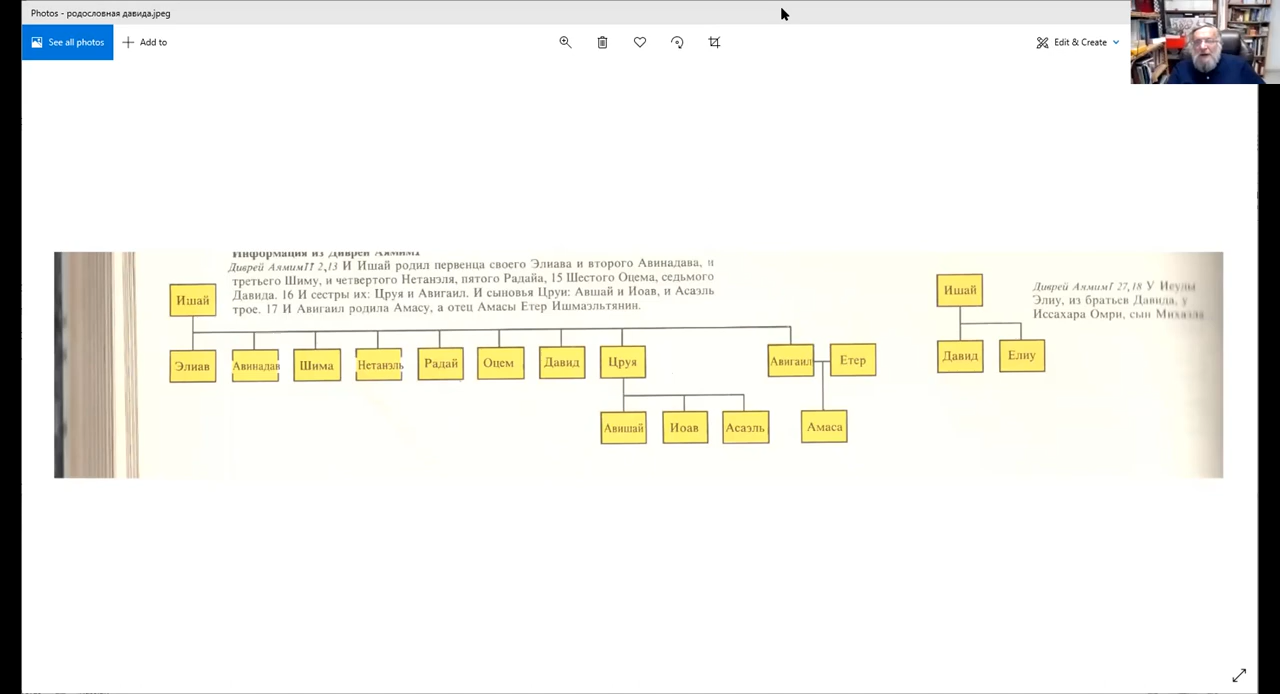 Photos - родословная давида.jpeg
See all photos
Add to
Edit & Create
Информация из Диврей Аямим1
Диврей АямимII 2,13 И Ишай родил первенца своего Элиава и второго Авинадава, и
третьего Шиму, и четвертого Нетанэля, пятого Радайа, 15 Шестого Оцема, седьмого
Давида. 16 И сестры их: Цруя и Авигаил. И сыновья Цруи: Авшай и Иоав, и Асаэль
трое. 17 И Авигаил родила Амасу, а отец Амасы Етер Ишмаэльтянин.
Ишай
Элиав
Авинадав
Шима
Нетанэль
Радай
Оцем
Давид
Цруя
Авигаил
Етер
Авишай
Иоав
Асаэль
Амаса
Ишай
Давид
Елиу
Диврей АямимI 27,18 У Иеуды
Элиу, из братьев Давида, у
Иссахара Омри, сын Михаэла